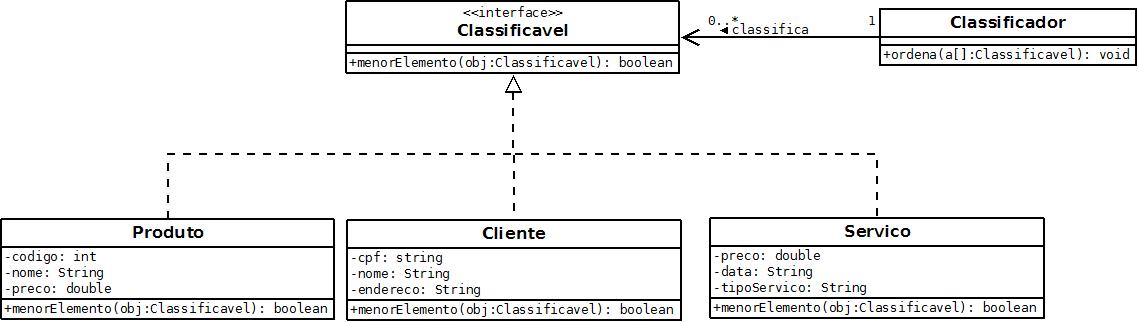 <<interface>>
Classificavel
+menorElemento(obj:Classificavel): boolean
0..*
1
◄ classifica
Classificador
+ordena(a[]:Classificavel): void
Produto
-codigo: int
-nome: String
-preco: double
+menorElemento(obj:Classificavel): boolean
Cliente
-cpf: string
-nome: String
-endereco: String
+menorElemento(obj:Classificavel): boolean
Servico
-preco: double
-data: String
-tipoServico: String
+menorElemento(obj:Classificavel): boolean